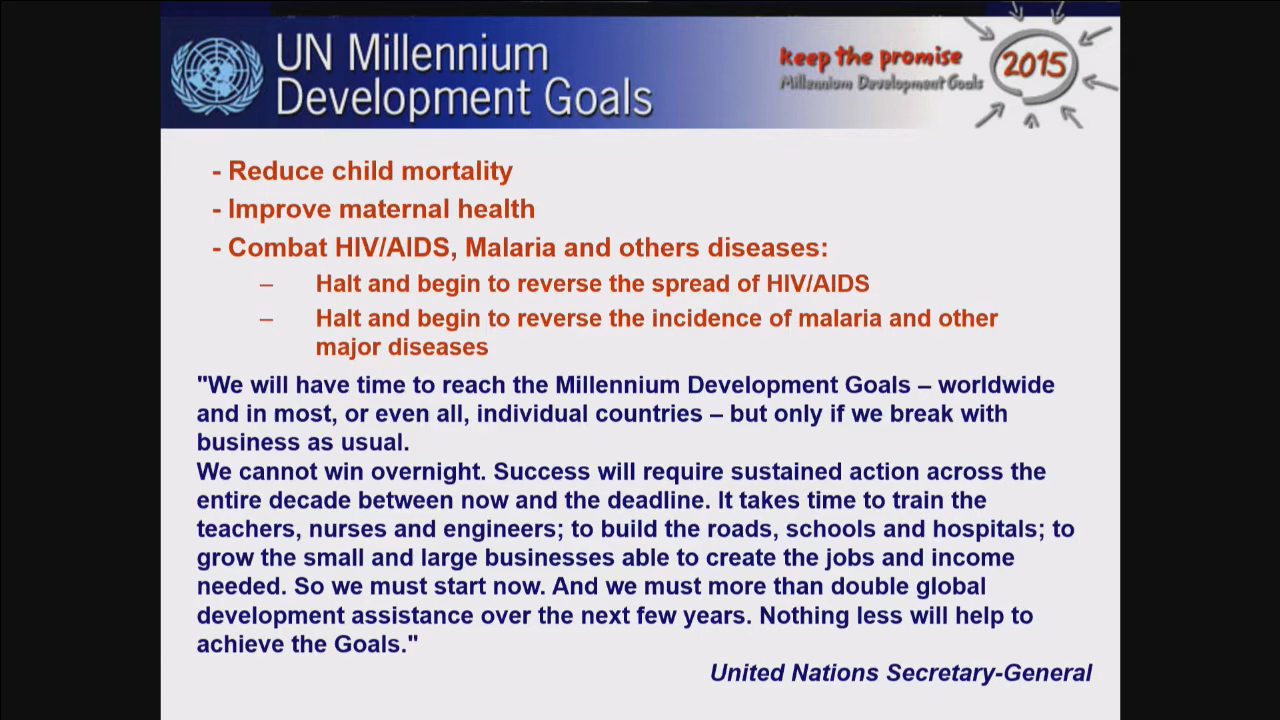 UN Millennium
Development Goals
keep the promise
Millennium Development Goals
2015
- Reduce child mortality
- Improve maternal health
- Combat HIV/AIDS, Malaria and others diseases:
– Halt and begin to reverse the spread of HIV/AIDS
– Halt and begin to reverse the incidence of malaria and other
major diseases
"We will have time to reach the Millennium Development Goals – worldwide
and in most, or even all, individual countries – but only if we break with
business as usual.
We cannot win overnight. Success will require sustained action across the
entire decade between now and the deadline. It takes time to train the
teachers, nurses and engineers; to build the roads, schools and hospitals; to
grow the small and large businesses able to create the jobs and income
needed. So we must start now. And we must more than double global
development assistance over the next few years. Nothing less will help to
achieve the Goals."
United Nations Secretary-General